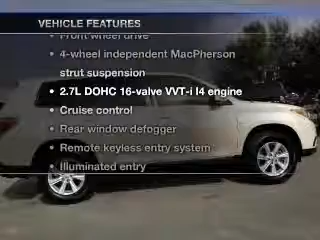 VEHICLE FEATURES
• Front wheel drive
• 4-wheel independent MacPherson
strut suspension
• 2.7L DOHC 16-valve VVT-i I4 engine
• Cruise control
• Rear window defogger
• Remote keyless entry system
• Illuminated entry